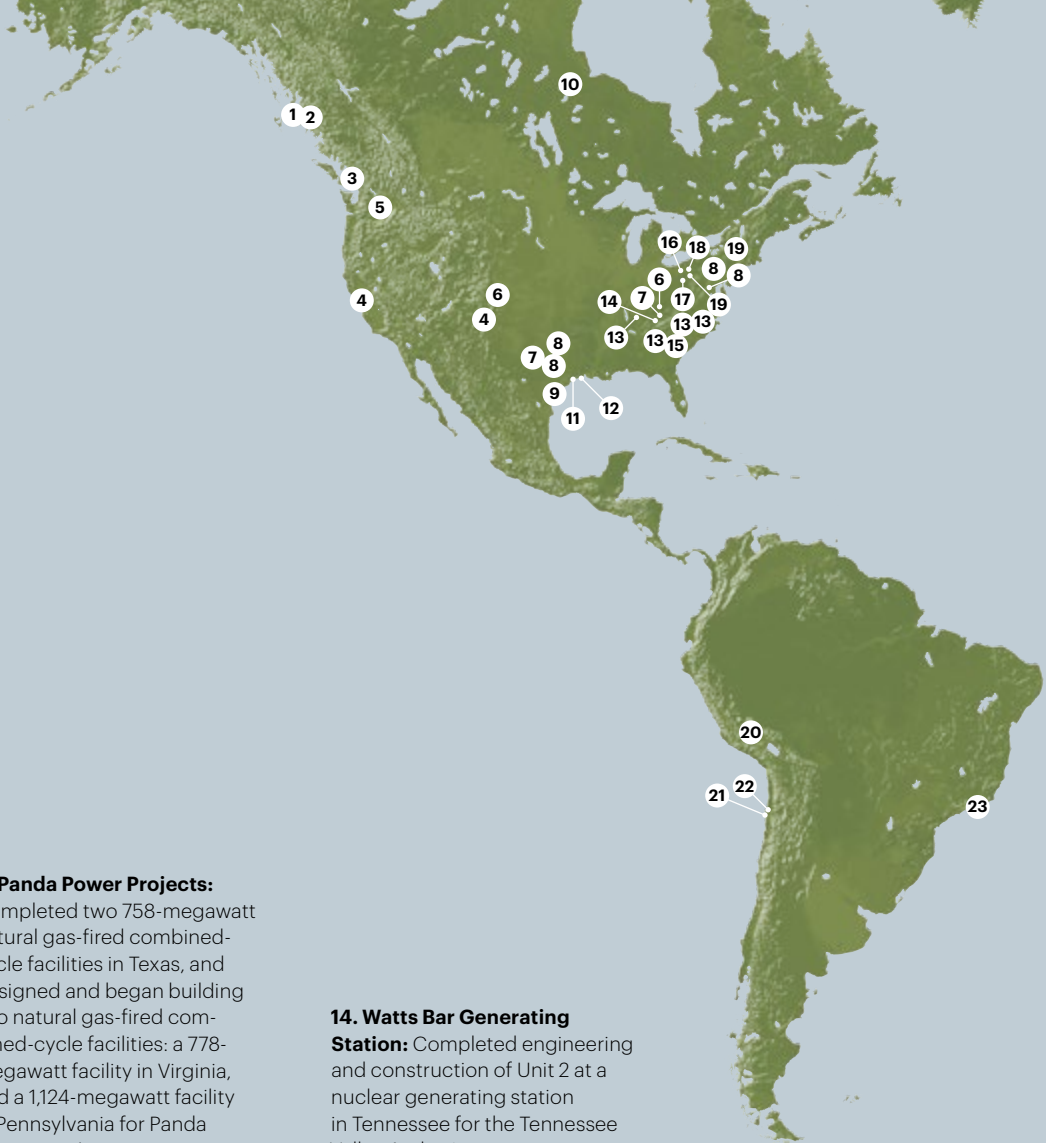 10
1 2
3
5
16
18
19
8
8
6
6
14
7
17
19
4
4
13
13
13
13
15
8
7
8
9
11
12
20
22
21
23
Panda Power Projects:
mpleted two 758-megawatt
tural gas-fired combined-
cle facilities in Texas, and
signed and began building
o natural gas-fired com-
ned-cycle facilities: a 778-
egawatt facility in Virginia,
d a 1,124-megawatt facility
Pennsylvania for Panda
14. Watts Bar Generating
Station: Completed engineering
and construction of Unit 2 at a
nuclear generating station
in Tennessee for the Tennessee